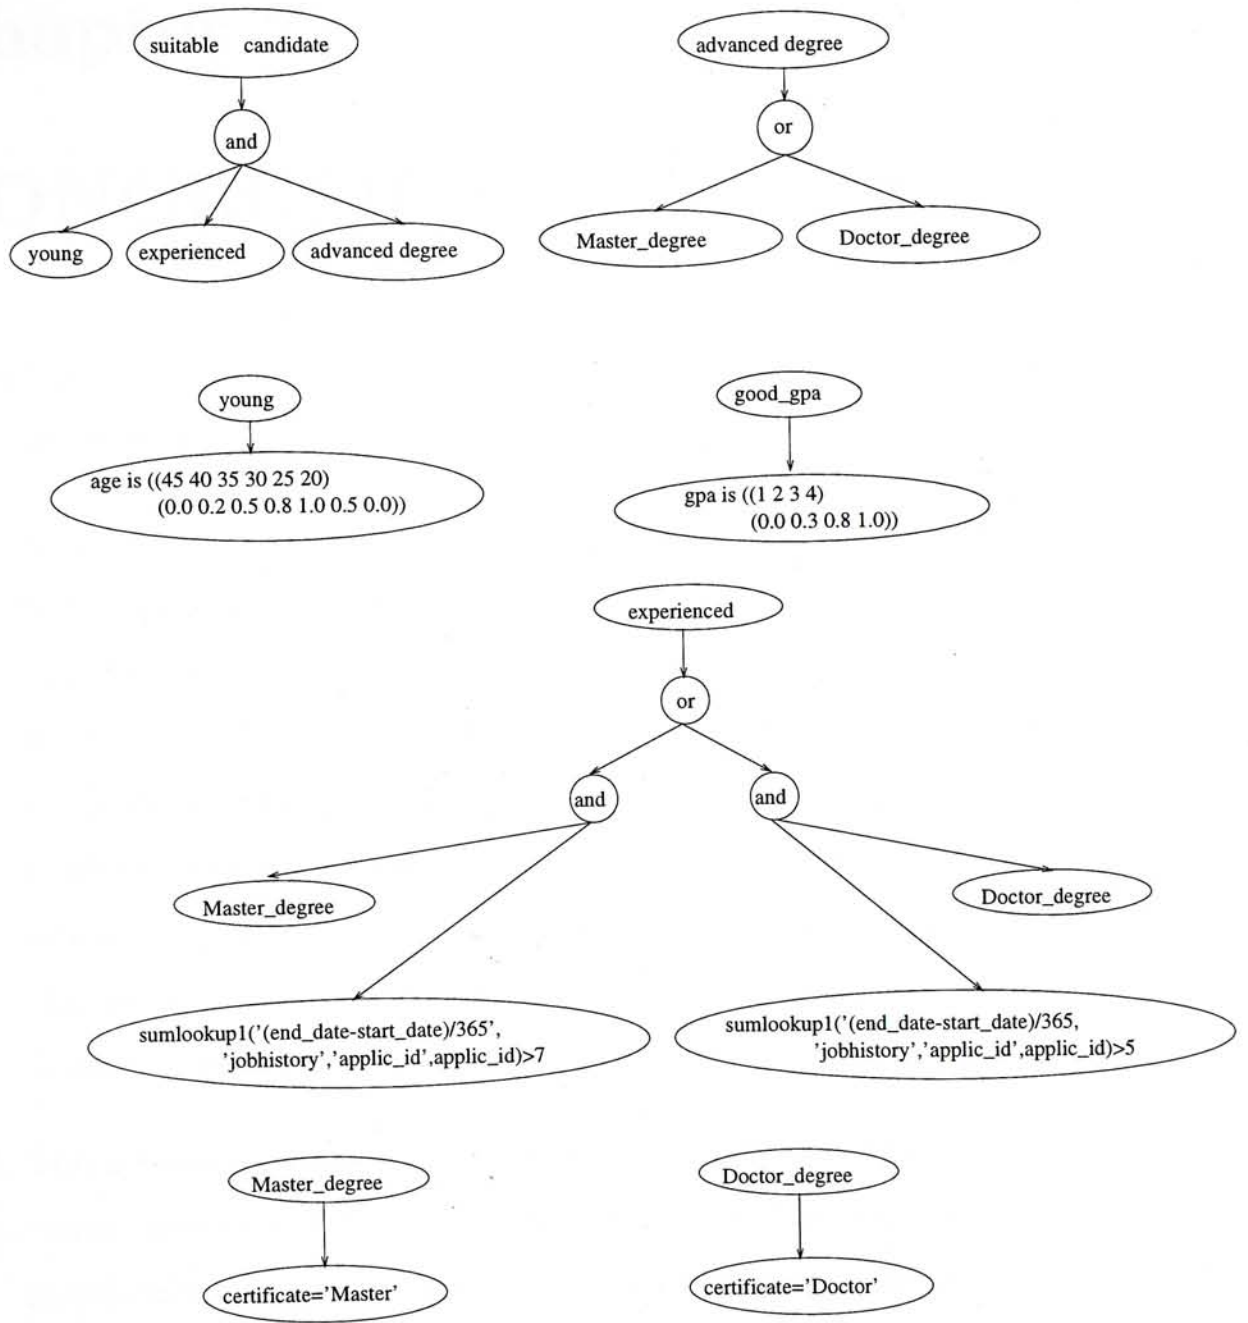 suitable candidate
and
young
experienced
advanced degree
advanced degree
or
Master_degree
Doctor_degree
young
age is ((45 40 35 30 25 20)
(0.0 0.2 0.5 0.8 1.0 0.5 0.0))
good_gpa
gpa is ((1 2 3 4)
(0.0 0.3 0.8 1.0))
experienced
or
and
and
Master_degree
Doctor_degree
sumlookup1('(end_date-start_date)/365',
'jobhistory','applic_id',applic_id)>7
sumlookup1('(end_date-start_date)/365,
'jobhistory','applic_id',applic_id)>5
Master_degree
certificate='Master'
Doctor_degree
certificate='Doctor'